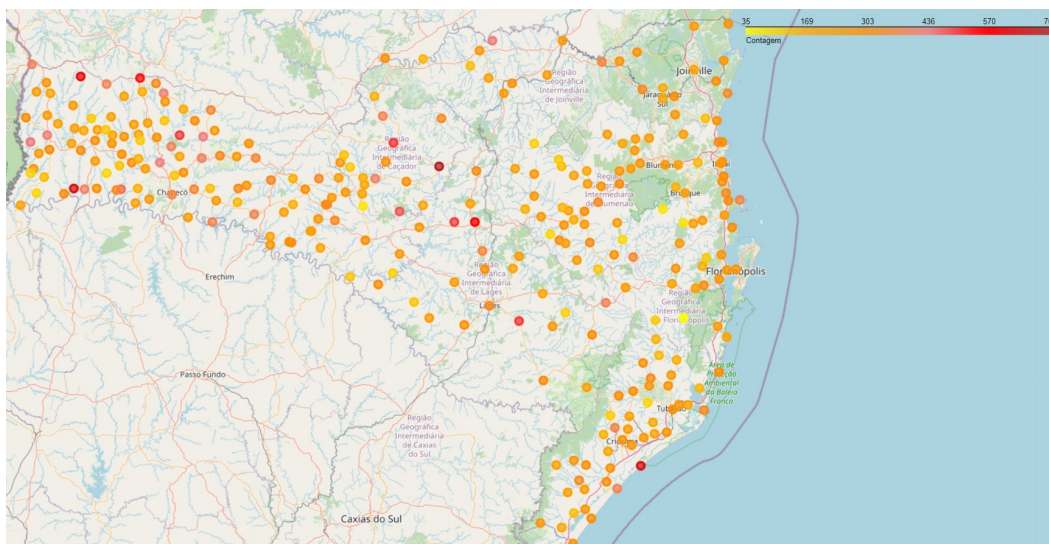 35 169 303 436 570
Contagem
Região
Geográfica
Intermediária
de Joinville
Joinville
Jaraguá do
Sul
Região
Geográfica
Intermediária
de Caçador
Chapecó
Região
Geográfica
Intermediária
de Blumenau
Blumenau
Itajaí
Brusque
Erechim
Região
Geográfica
Intermediária
de Lages
Lages
Florianópolis
Região
Geográfica
Intermediária
Florianópolis
Passo Fundo
Área de
Proteção
Ambiental
da Baleia
Franca
Tubarão
Região
Geográfica
Intermediária
de Caxias
do Sul
Criciúma
Caxias do Sul